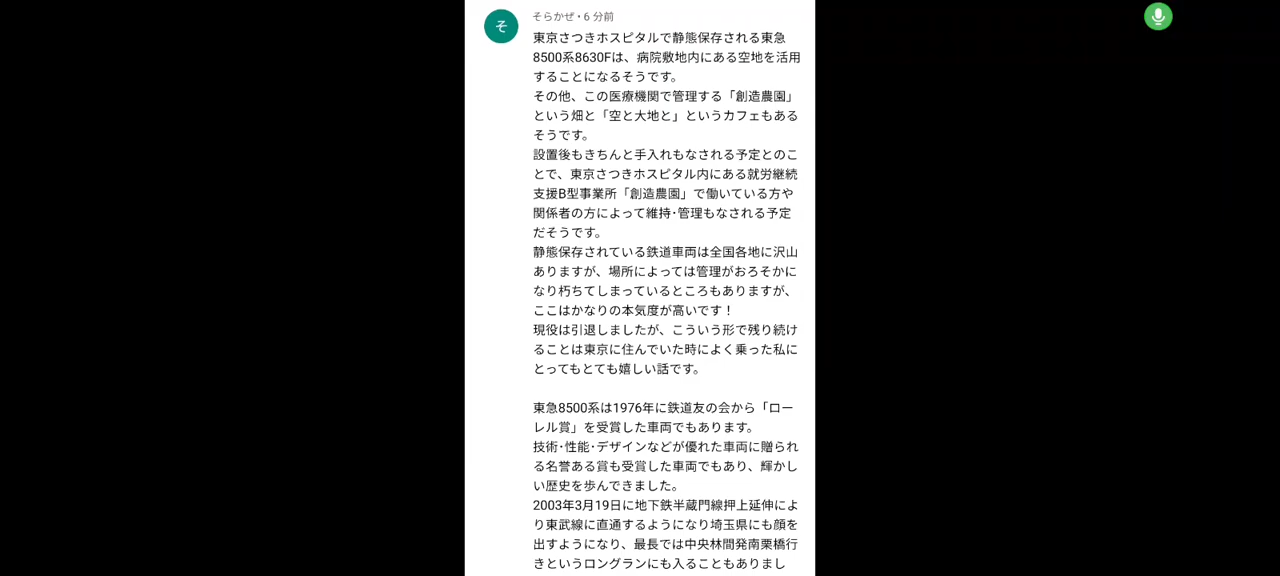 そ
そらかぜ • 6 分前
東京さつきホスピタルで静態保存される東急
8500系8630Fは、病院敷地内にある空地を活用
することになるそうです。
その他、この医療機関で管理する「創造農園」
という畑と「空と大地と」というカフェもある
そうです。
設置後もきちんと手入れもなされる予定とのこ
とで、東京さつきホスピタル内にある就労継続
支援B型事業所「創造農園」で働いている方や
関係者の方によって維持･管理もなされる予定
だそうです。
静態保存されている鉄道車両は全国各地に沢山
ありますが、場所によっては管理がおろそかに
なり朽ちてしまっているところもありますが、
ここはかなりの本気度が高いです！
現役は引退しましたが、こういう形で残り続け
ることは東京に住んでいた時によく乗った私に
とってもとても嬉しい話です。
東急8500系は1976年に鉄道友の会から「ロー
レル賞」を受賞した車両でもあります。
技術･性能･デザインなどが優れた車両に贈られ
る名誉ある賞も受賞した車両でもあり、輝かし
い歴史を歩んできました。
2003年3月19日に地下鉄半蔵門線押上延伸によ
り東武線に直通するようになり埼玉県にも顔を
出すようになり、最長では中央林間発南栗橋行
きというロングランにも入ることもありまし